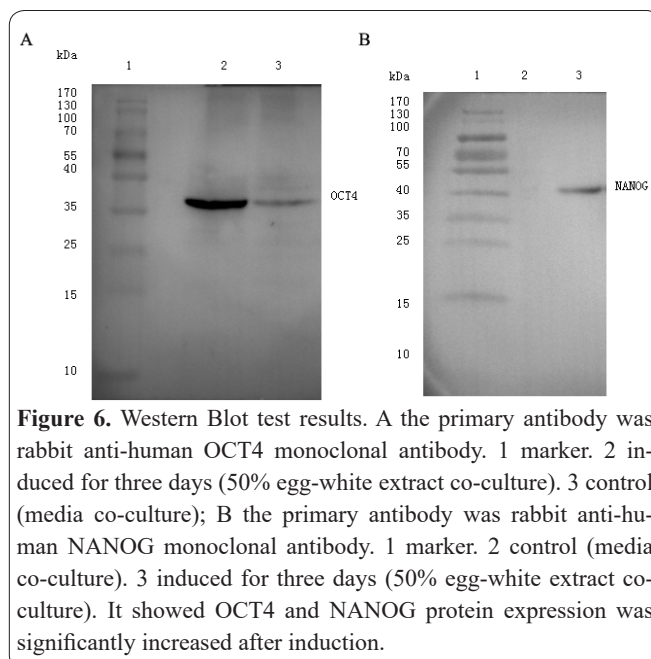 A
kDa
1 2 3
170
130
100
70
55
40
35
25
15
10
OCT4
B
kDa
1 2 3
170
130
100
70
55
40
35
25
15
10
NANOG
Figure 6. Western Blot test results. A the primary antibody was
rabbit anti-human OCT4 monoclonal antibody. 1 marker. 2 in-
duced for three days (50% egg-white extract co-culture). 3 control
(media co-culture); B the primary antibody was rabbit anti-hu-
man NANOG monoclonal antibody. 1 marker. 2 control (media
co-culture). 3 induced for three days (50% egg-white extract co-
culture). It showed OCT4 and NANOG protein expression was
significantly increased after induction.